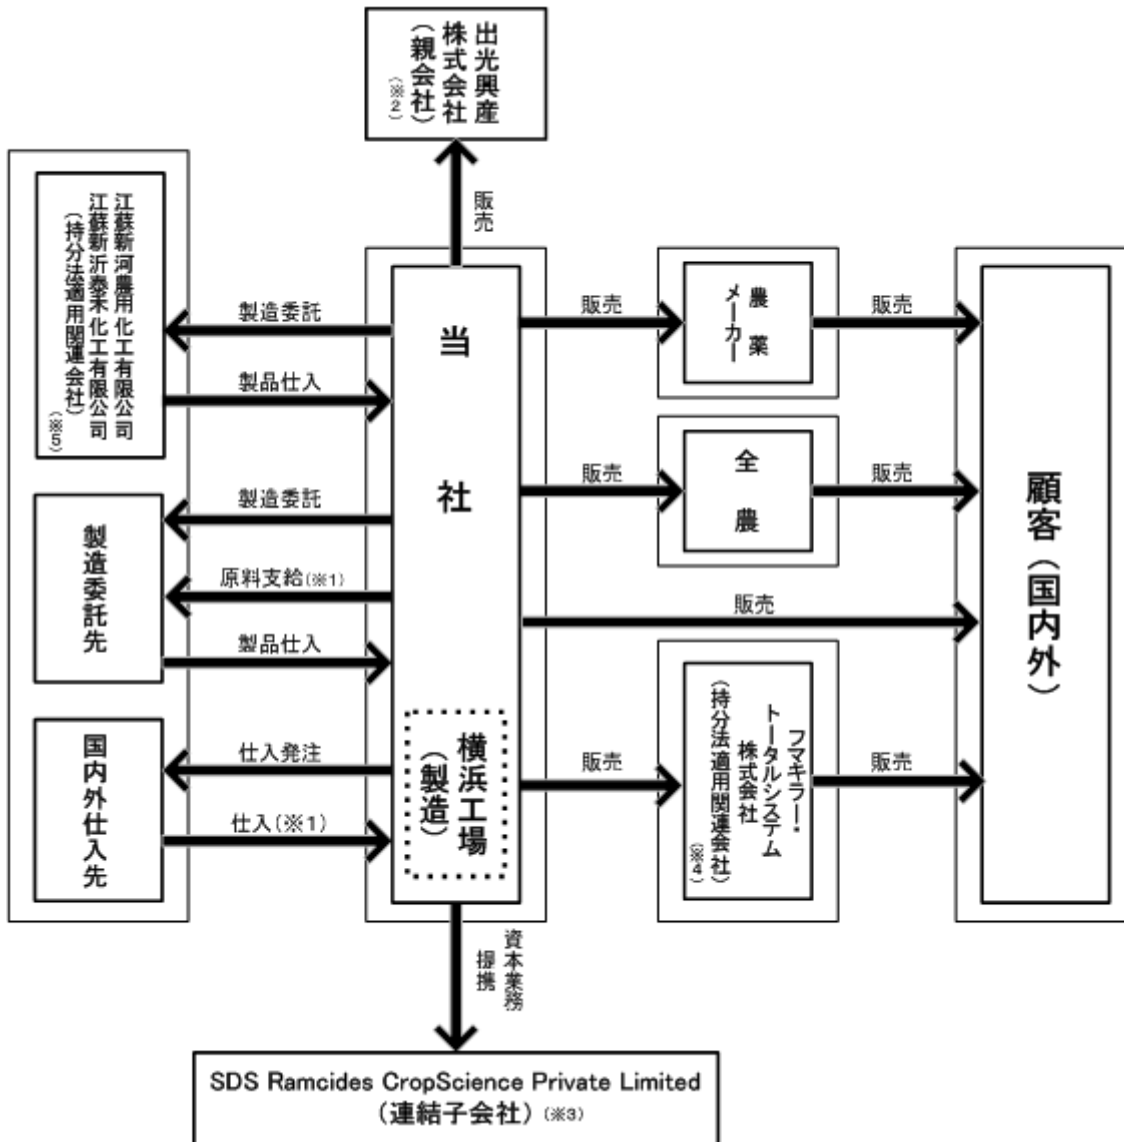 出光興産
株式会社
（親会社）
（※2）
販売
江蘇新河農用化工有限公司
江蘇新沂泰禾化工有限公司
（持分法適用関連会社）
（※5）
製造委託
製品仕入
製造委託先
製造委託
原料支給（※1）
製品仕入
国内外仕入先
仕入発注
仕入（※1）
当社
横浜工場
（製造）
販売
農薬
メーカー
販売
販売
全農
販売
販売
販売
フマキラー・
トータルシステム
株式会社
（持分法適用関連会社）
（※4）
販売
顧客（国内外）
資本業務
提携
SDS Ramcides CropScience Private Limited
（連結子会社）（※3）